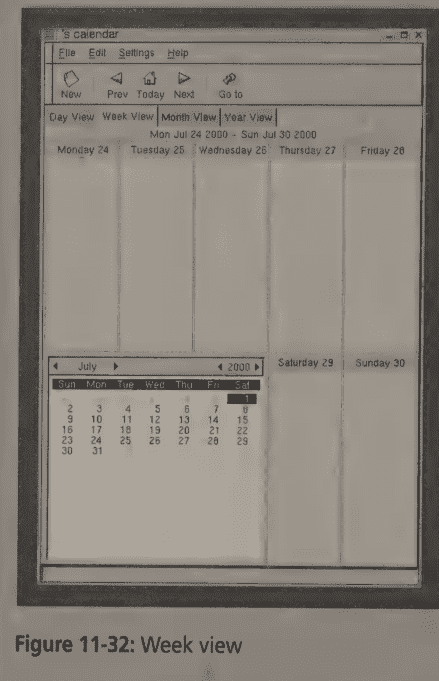 's calendar
File Edit Settings Help
New Prev Today Next Go to
Day View Week View Month View Year View
Mon Jul 24 2000 - Sun Jul 30 2000
Monday 24 Tuesday 25 Wednesday 26 Thursday 27 Friday 28
July 2000 Saturday 29 Sunday 30
Sun Mon Tue Wed Thu Fri Sat
1
2 3 4 5 6 7 8
9 10 11 12 13 14 15
16 17 18 19 20 21 22
23 24 25 26 27 28 29
30 31
Figure 11-32: Week view